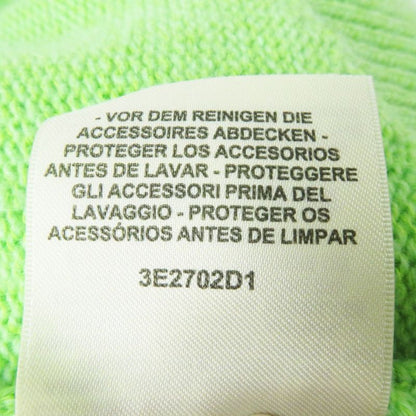 - VOR DEM REINIGEN DIE
ACCESSOIRES ABDECKEN -
PROTEGER LOS ACCESORIOS
ANTES DE LAVAR - PROTEGGERE
GLI ACCESSORI PRIMA DEL
LAVAGGIO - PROTEGER OS
ACESSÓRIOS ANTES DE LIMPAR
3E2702D1